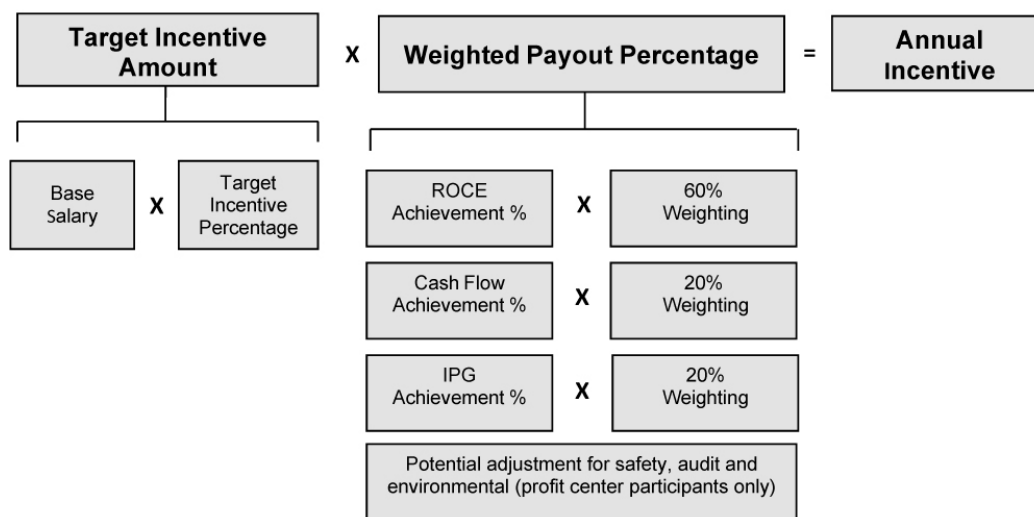 Target Incentive
Amount
X
Weighted Payout Percentage
=
Annual
Incentive
Base
Salary
X
Target
Incentive
Percentage
ROCE
Achievement %
X
60%
Weighting
Cash Flow
Achievement %
X
20%
Weighting
IPG
Achievement %
X
20%
Weighting
Potential adjustment for safety, audit and
environmental (profit center participants only)